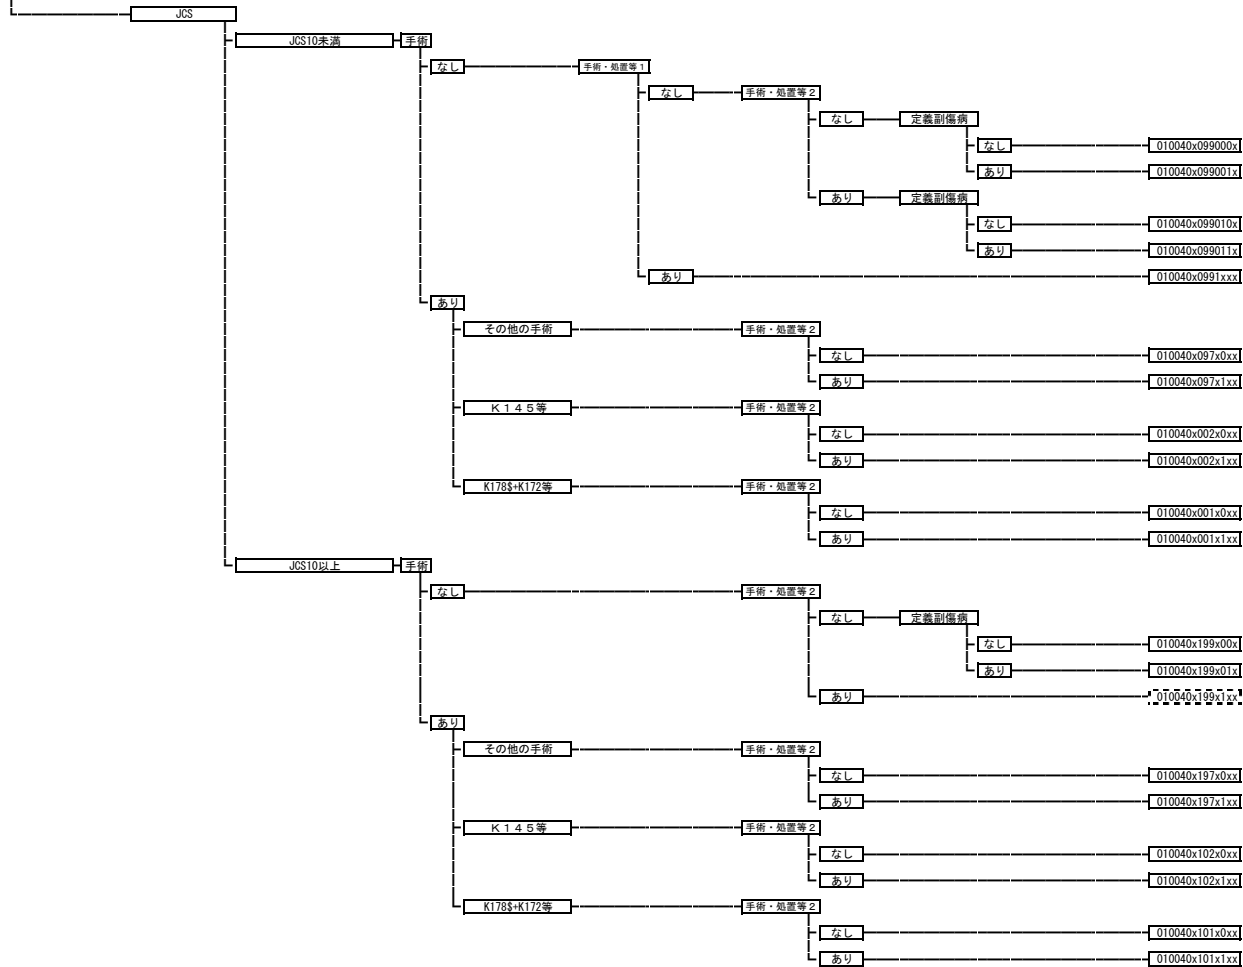 JCS
JCS10未満 手術
なし 手術・処置等1
なし 手術・処置等2
なし 定義副傷病
なし 010040x099000x
あり 010040x099001x
あり 定義副傷病
なし 010040x099010x
あり 010040x099011x
あり 010040x0991xxx
あり
その他の手術 手術・処置等2
なし 010040x097x0xx
あり 010040x097x1xx
K145等 手術・処置等2
なし 010040x002x0xx
あり 010040x002x1xx
K178$+K172等 手術・処置等2
なし 010040x001x0xx
あり 010040x001x1xx
JCS10以上 手術
なし 手術・処置等2
なし 定義副傷病
なし 010040x199x00x
あり 010040x199x01x
あり 010040x199x1xx
あり
その他の手術 手術・処置等2
なし 010040x197x0xx
あり 010040x197x1xx
K145等 手術・処置等2
なし 010040x102x0xx
あり 010040x102x1xx
K178$+K172等 手術・処置等2
なし 010040x101x0xx
あり 010040x101x1xx